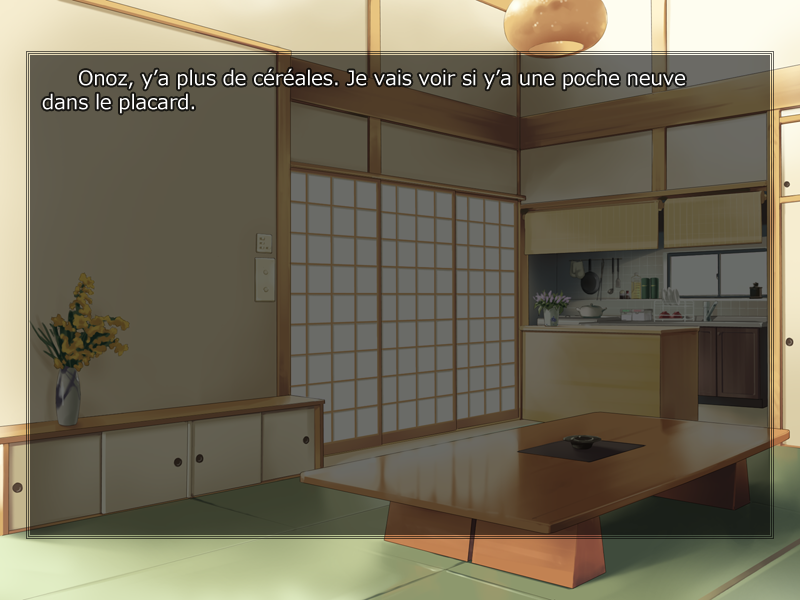 Onoz, y’a plus de céréales. Je vais voir si y’a une poche neuve
dans le placard.